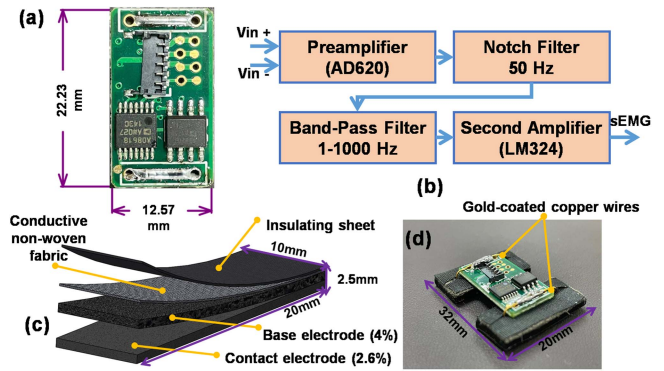 (a)
22.23
mm
12.57
mm
Vin +
Vin -
Preamplifier
(AD620)
Notch Filter
50 Hz
Band-Pass Filter
1-1000 Hz
Second Amplifier
(LM324)
sEMG
(b)
Conductive
non-woven
fabric
Insulating sheet
10mm
2.5mm
20mm
(c)
Base electrode (4%)
Contact electrode (2.6%)
Gold-coated copper wires
(d)
32mm
20mm